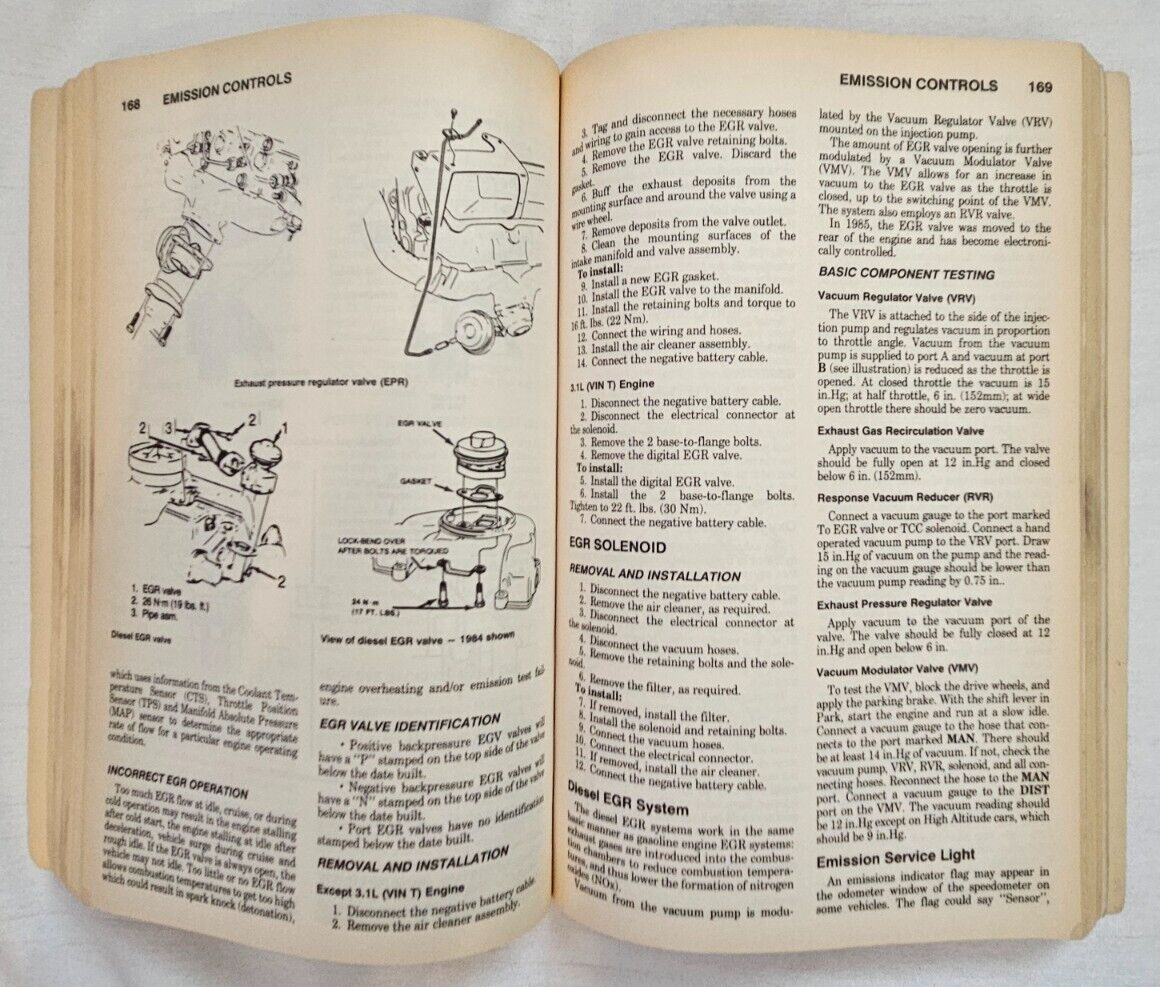 168 EMISSION CONTROLS
Exhaust pressure regulator valve (EPR)
2
3
2
1
2
1. EGR valve
2. 26 N·m (19 lbs. ft.)
3. Pipe asm.
Diesel EGR valve
EGR VALVE
GASKET
LOCK-BEND OVER
AFTER BOLTS ARE TORQUED
24 N·m
(17 FT. LBS.)
View of diesel EGR valve — 1984 shown
which uses information from the Coolant Tem-
perature Sensor (CTS), Throttle Position
Sensor (TPS) and Manifold Absolute Pressure
(MAP) sensor to determine the appropriate
rate of flow for a particular engine operating
condition.
INCORRECT EGR OPERATION
Too much EGR flow at idle, cruise, or during
cold operation may result in the engine stalling
after cold start, the engine stalling at idle after
deceleration, vehicle surge during cruise and
rough idle. If the EGR valve is always open, the
vehicle may not idle. Too little or no EGR flow
allows combustion temperatures to get too high
which could result in spark knock (detonation),
engine overheating and/or emission test fail-
ure.
EGR VALVE IDENTIFICATION
• Positive backpressure EGV valves will
have a "P" stamped on the top side of the valve
below the date built.
• Negative backpressure EGR valves will
have a "N" stamped on the top side of the valve
below the date built.
• Port EGR valves have no identification
stamped below the date built.
REMOVAL AND INSTALLATION
Except 3.1L (VIN T) Engine
1. Disconnect the negative battery cable.
2. Remove the air cleaner assembly.
EMISSION CONTROLS 169
3. Tag and disconnect the necessary hoses
and wiring to gain access to the EGR valve.
4. Remove the EGR valve retaining bolts.
5. Remove the EGR valve. Discard the
gasket.
6. Buff the exhaust deposits from the
mounting surface and around the valve using a
wire wheel.
7. Remove deposits from the valve outlet.
8. Clean the mounting surfaces of the
intake manifold and valve assembly.
To install:
9. Install a new EGR gasket.
10. Install the EGR valve to the manifold.
11. Install the retaining bolts and torque to
16 ft. lbs. (22 Nm).
12. Connect the wiring and hoses.
13. Install the air cleaner assembly.
14. Connect the negative battery cable.
3.1L (VIN T) Engine
1. Disconnect the negative battery cable.
2. Disconnect the electrical connector at
the solenoid.
3. Remove the 2 base-to-flange bolts.
4. Remove the digital EGR valve.
To install:
5. Install the digital EGR valve.
6. Install the 2 base-to-flange bolts.
Tighten to 22 ft. lbs. (30 Nm).
7. Connect the negative battery cable.
EGR SOLENOID
REMOVAL AND INSTALLATION
1. Disconnect the negative battery cable.
2. Remove the air cleaner, as required.
3. Disconnect the electrical connector at
the solenoid.
4. Disconnect the vacuum hoses.
5. Remove the retaining bolts and the sole-
noid.
6. Remove the filter, as required.
To install:
7. If removed, install the filter.
8. Install the solenoid and retaining bolts.
9. Connect the vacuum hoses.
10. Connect the electrical connector.
11. If removed, install the air cleaner.
12. Connect the negative battery cable.
Diesel EGR System
The diesel EGR systems work in the same
basic manner as gasoline engine EGR systems:
exhaust gases are introduced into the combus-
tion chambers to reduce combustion tempera-
tures, and thus lower the formation of nitrogen
oxides (NOx).
Vacuum from the vacuum pump is modu-
lated by the Vacuum Regulator Valve (VRV)
mounted on the injection pump.
The amount of EGR valve opening is further
modulated by a Vacuum Modulator Valve
(VMV). The VMV allows for an increase in
vacuum to the EGR valve as the throttle is
closed, up to the switching point of the VMV.
The system also employs an RVR valve.
In 1985, the EGR valve was moved to the
rear of the engine and has become electroni-
cally controlled.
BASIC COMPONENT TESTING
Vacuum Regulator Valve (VRV)
The VRV is attached to the side of the injec-
tion pump and regulates vacuum in proportion
to throttle angle. Vacuum from the vacuum
pump is supplied to port A and vacuum at port
B (see illustration) is reduced as the throttle is
opened. At closed throttle the vacuum is 15
in.Hg; at half throttle, 6 in. (152mm); at wide
open throttle there should be zero vacuum.
Exhaust Gas Recirculation Valve
Apply vacuum to the vacuum port. The valve
should be fully open at 12 in.Hg and closed
below 6 in. (152mm).
Response Vacuum Reducer (RVR)
Connect a vacuum gauge to the port marked
To EGR valve or TCC solenoid. Connect a hand
operated vacuum pump to the VRV port. Draw
15 in.Hg of vacuum on the pump and the read-
ing on the vacuum gauge should be lower than
the vacuum pump reading by 0.75 in..
Exhaust Pressure Regulator Valve
Apply vacuum to the vacuum port of the
valve. The valve should be fully closed at 12
in.Hg and open below 6 in.
Vacuum Modulator Valve (VMV)
To test the VMV, block the drive wheels, and
apply the parking brake. With the shift lever in
Park, start the engine and run at a slow idle.
Connect a vacuum gauge to the hose that con-
nects to the port marked MAN. There should
be at least 14 in.Hg of vacuum. If not, check the
vacuum pump, VRV, RVR, solenoid, and all con-
necting hoses. Reconnect the hose to the MAN
port. Connect a vacuum gauge to the DIST
port on the VMV. The vacuum reading should
be 12 in.Hg except on High Altitude cars, which
should be 9 in.Hg.
Emission Service Light
An emissions indicator flag may appear in
the odometer window of the speedometer on
some vehicles. The flag could say "Sensor",